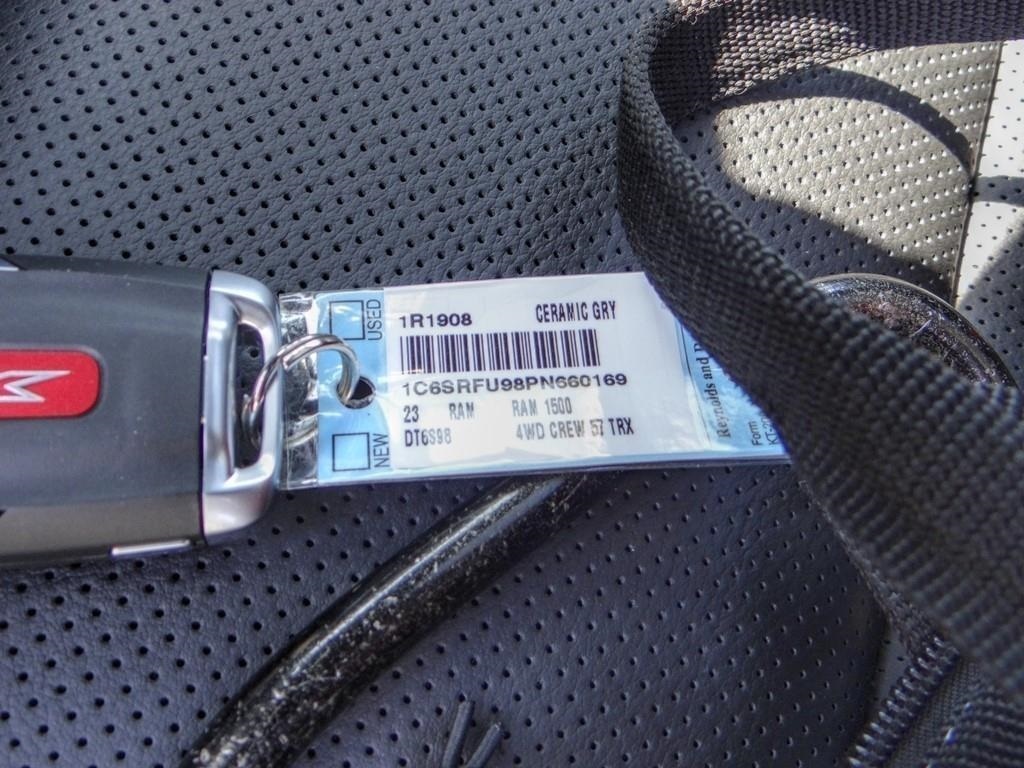 USED
NEW
1R1908 CERAMIC GRY
1C6SRFU98PN660169
23 RAM RAM 1500
DT6S98 4WD CREW 57 TRX
Reynolds and
Form